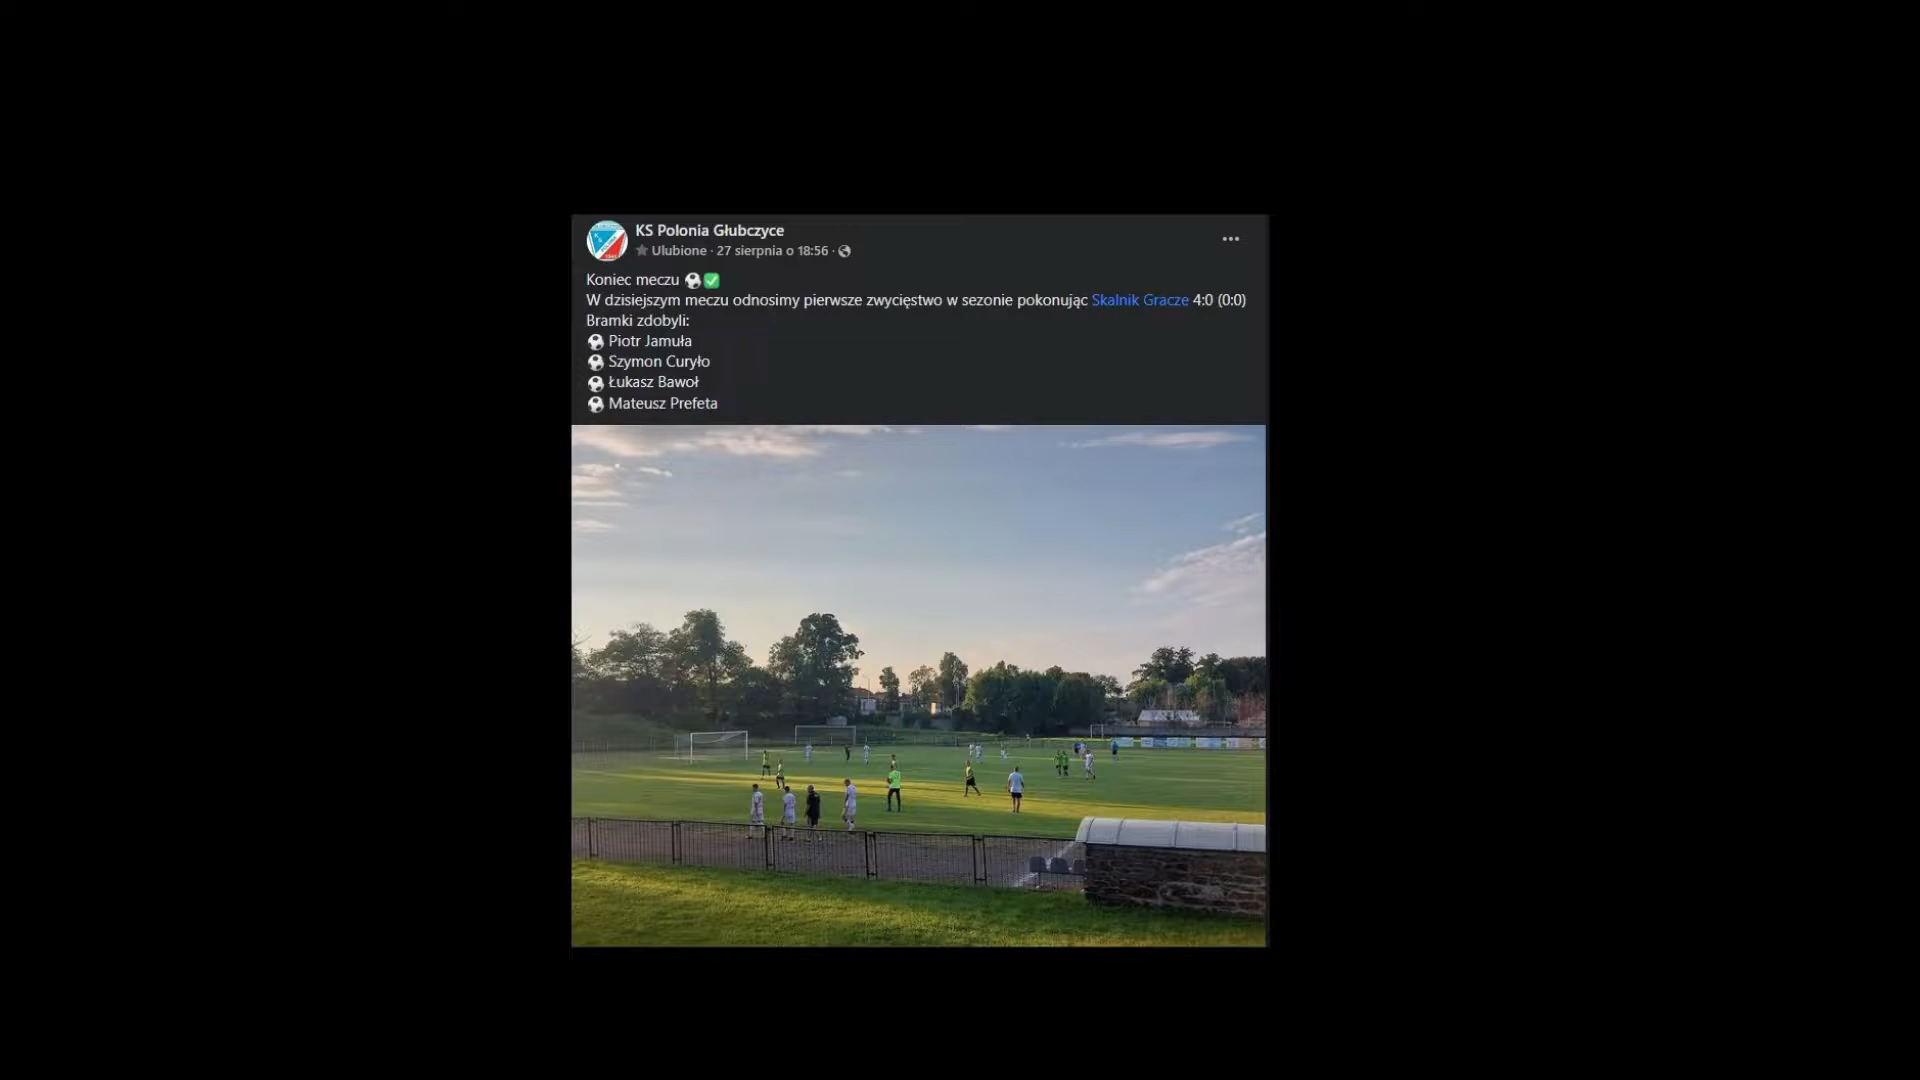 KS Polonia Głubczyce
Ulubione · 27 sierpnia o 18:56 ·
Koniec meczu ⚽✅
W dzisiejszym meczu odnosimy pierwsze zwycięstwo w sezonie pokonując Skalnik Gracze 4:0 (0:0)
Bramki zdobyli:
⚽ Piotr Jamuła
⚽ Szymon Curyło
⚽ Łukasz Bawoł
⚽ Mateusz Prefeta